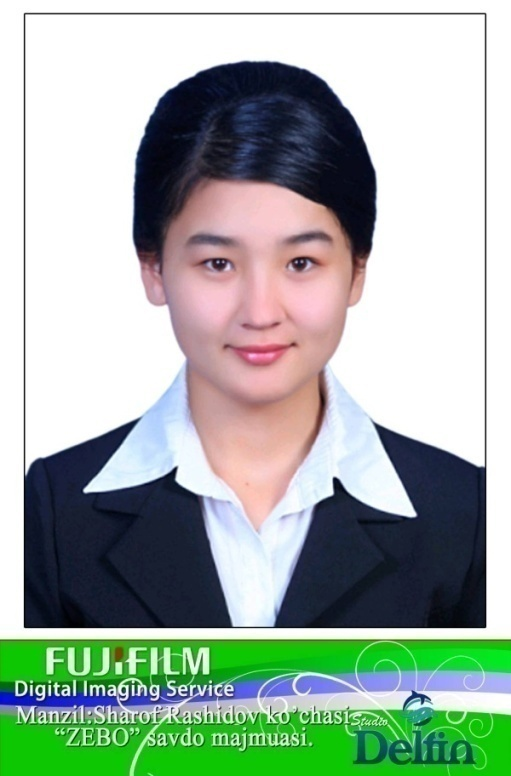 FUJIFILM
Digital Imaging Service
Manzil:Sharof Rashidov ko'chasi
"ZEBO" savdo majmuasi.
Studio
Delfin